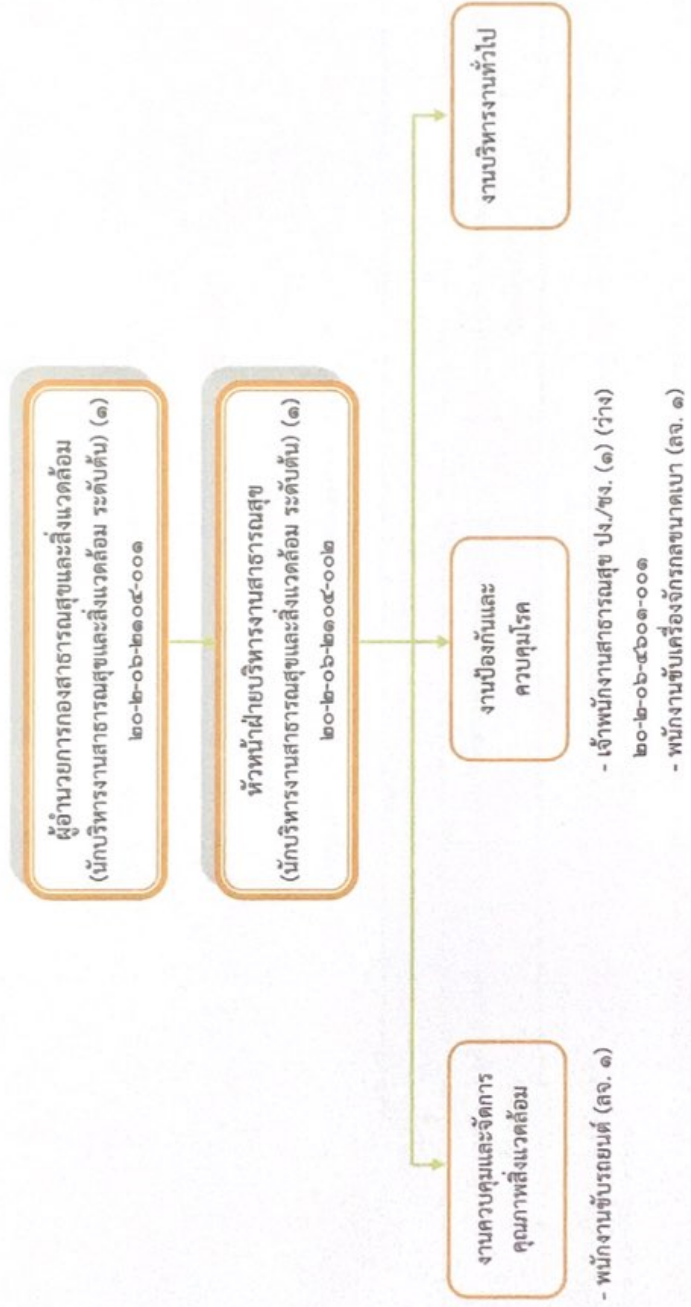 ผู้อำนวยการกองสาธารณสุขและสิ่งแวดล้อม
(นักบริหารงานสาธารณสุขและสิ่งแวดล้อม ระดับต้น) (๑)
๒๐-๒-๐๖-๒๑๐๔-๐๐๑
หัวหน้าฝ่ายบริหารงานสาธารณสุข
(นักบริหารงานสาธารณสุขและสิ่งแวดล้อม ระดับต้น) (๑)
๒๐-๒-๐๖-๒๑๐๔-๐๐๒
งานควบคุมและจัดการ
คุณภาพสิ่งแวดล้อม
- พนักงานขับรถยนต์ (ลจ. ๑)
งานป้องกันและ
ควบคุมโรค
- เจ้าพนักงานสาธารณสุข ปง./ชง. (๑) (ว่าง)
๒๐-๒-๐๖-๔๖๐๑-๐๐๑
- พนักงานขับเครื่องจักรกลขนาดเบา (ลจ. ๑)
งานบริหารงานทั่วไป